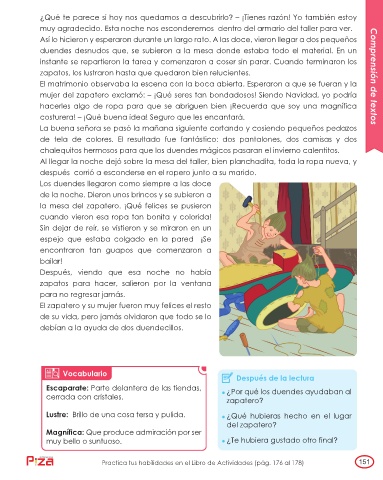 ¿Qué te parece si hoy nos quedamos a descubrirlo? – ¡Tienes razón! Yo también estoy
muy agradecido. Esta noche nos esconderemos dentro del armario del taller para ver.
Así lo hicieron y esperaron durante un largo rato. A las doce, vieron llegar a dos pequeños
duendes desnudos que, se subieron a la mesa donde estaba todo el material. En un
instante se repartieron la tarea y comenzaron a coser sin parar. Cuando terminaron los
zapatos, los lustraron hasta que quedaron bien relucientes.
El matrimonio observaba la escena con la boca abierta. Esperaron a que se fueran y la
mujer del zapatero exclamó: – ¡Qué seres tan bondadosos! Siendo Navidad, yo podría
hacerles algo de ropa para que se abriguen bien ¡Recuerda que soy una magnífica
costurera! – ¡Qué buena idea! Seguro que les encantará.
La buena señora se pasó la mañana siguiente cortando y cosiendo pequeños pedazos
de tela de colores. El resultado fue fantástico: dos pantalones, dos camisas y dos
chalequitos hermosos para que los duendes mágicos pasaran el invierno calentitos.
Al llegar la noche dejó sobre la mesa del taller, bien planchadita, toda la ropa nueva, y
después corrió a esconderse en el ropero junto a su marido.
Los duendes llegaron como siempre a las doce
de la noche. Dieron unos brincos y se subieron a
la mesa del zapatero. ¡Qué felices se pusieron
cuando vieron esa ropa tan bonita y colorida!
Sin dejar de reír, se vistieron y se miraron en un
espejo que estaba colgado en la pared ¡Se
encontraron tan guapos que comenzaron a
bailar!
Después, viendo que esa noche no había
zapatos para hacer, salieron por la ventana
para no regresar jamás.
El zapatero y su mujer fueron muy felices el resto
de su vida, pero jamás olvidaron que todo se lo
debían a la ayuda de dos duendecillos.
Comprensión de textos
Vocabulario
Escaparate: Parte delantera de las tiendas,
cerrada con cristales.
Lustre: Brillo de una cosa tersa y pulida.
Magnífica: Que produce admiración por ser
muy bello o suntuoso.
Después de la lectura
• ¿Por qué los duendes ayudaban al
zapatero?
• ¿Qué hubieras hecho en el lugar
del zapatero?
• ¿Te hubiera gustado otro final?
Piza
Practica tus habilidades en el Libro de Actividades (pág. 176 al 178)
151